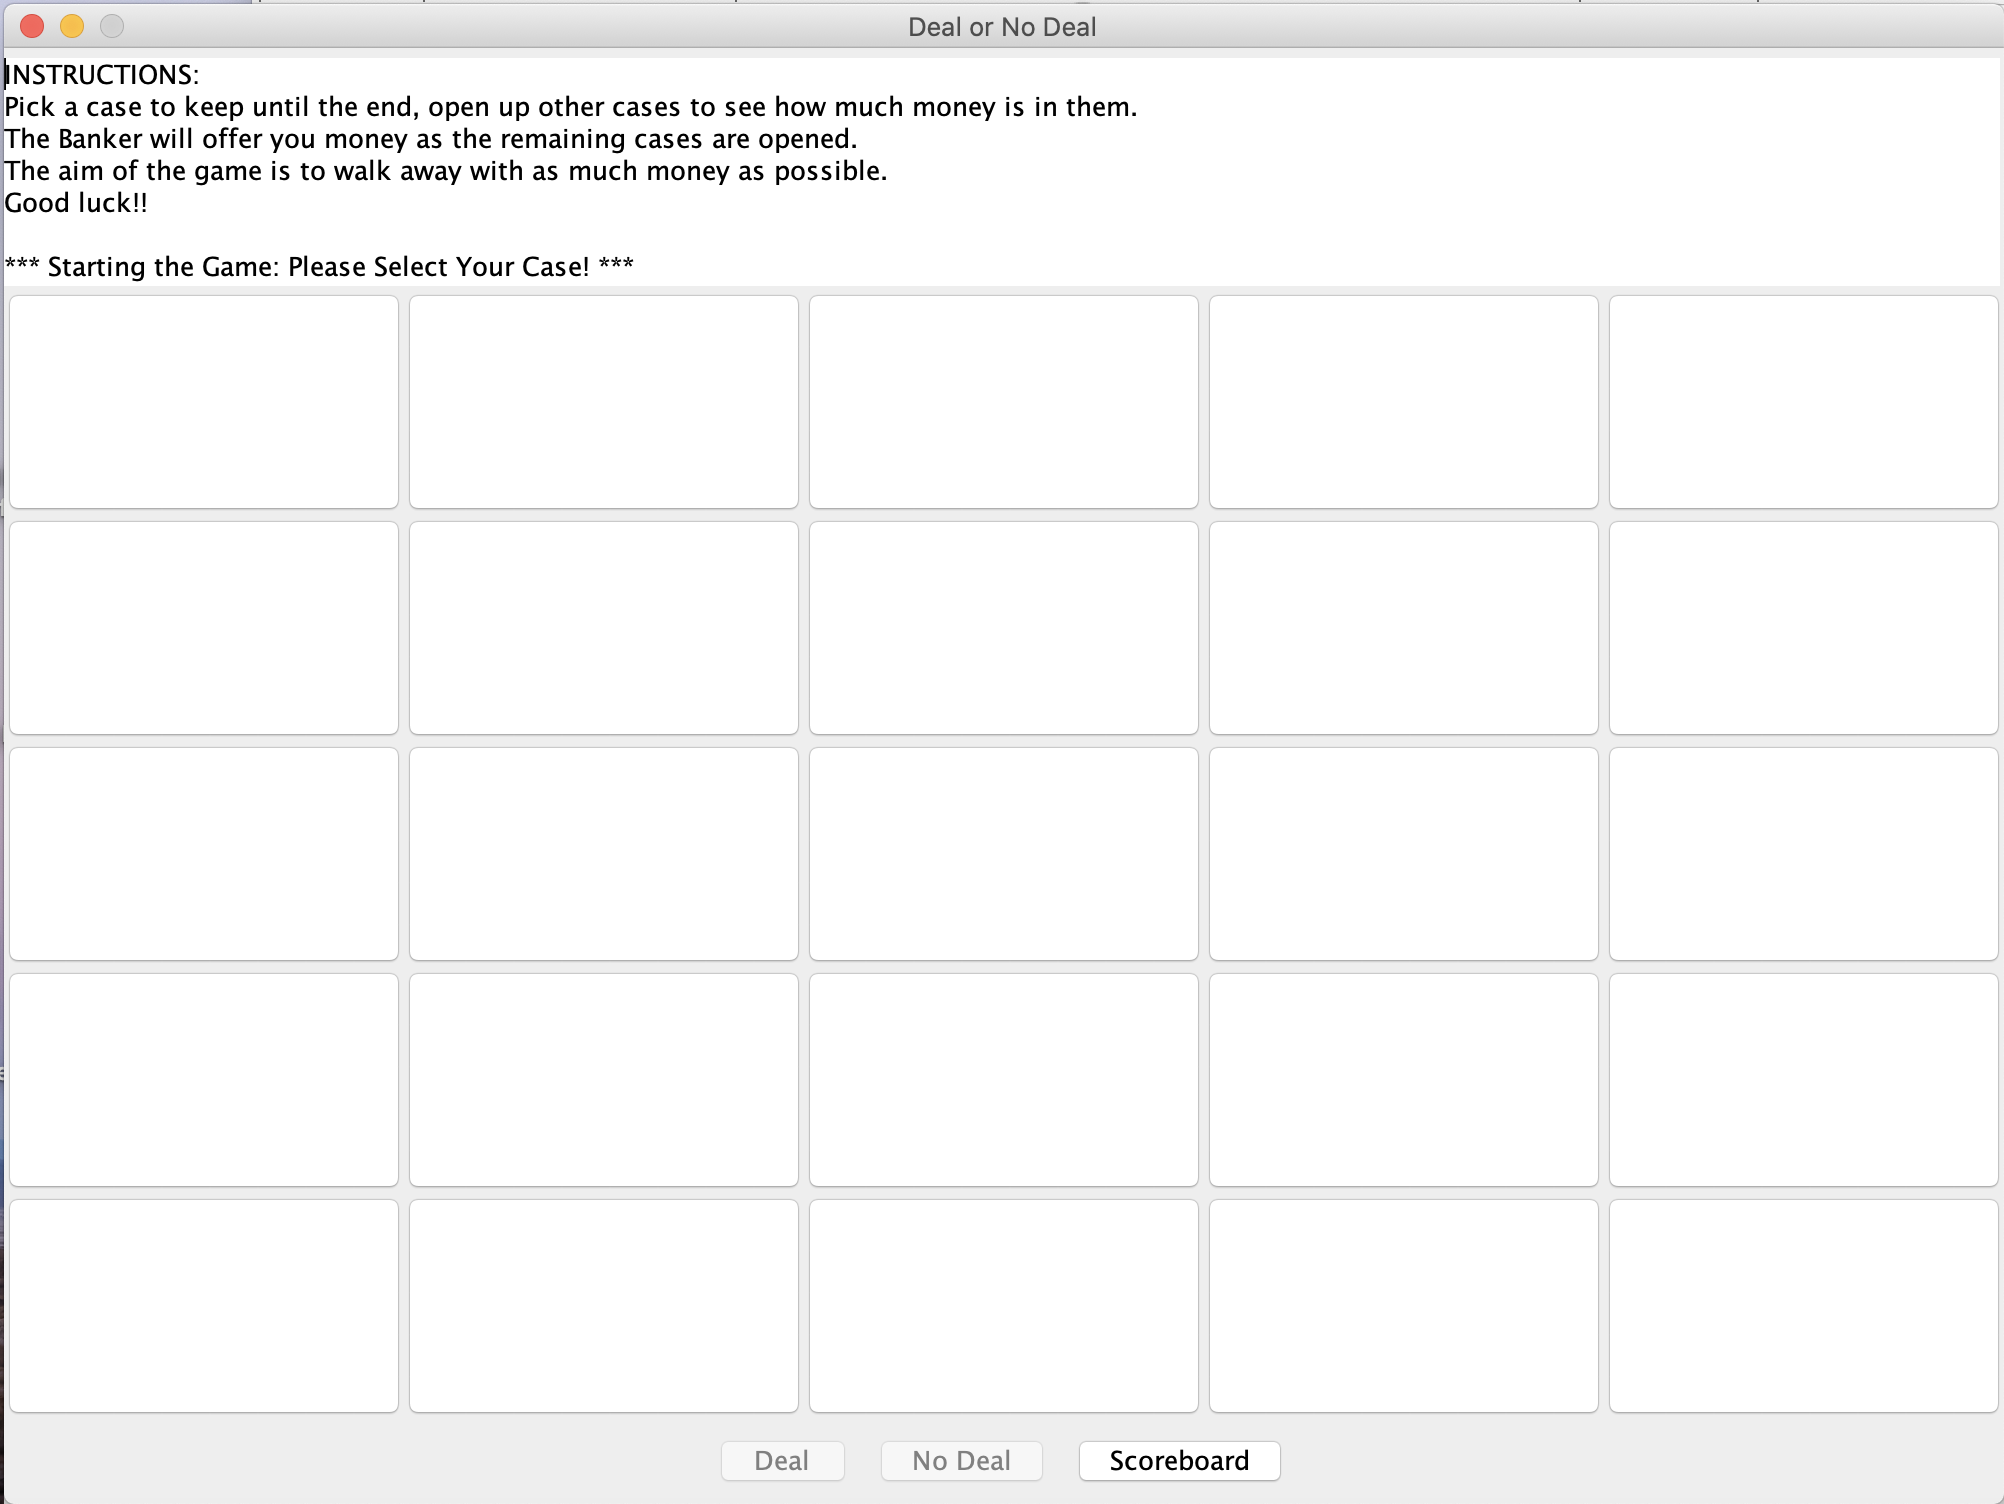 Deal or No Deal
INSTRUCTIONS:
Pick a case to keep until the end, open up other cases to see how much money is in them.
The Banker will offer you money as the remaining cases are opened.
The aim of the game is to walk away with as much money as possible.
Good luck!!
*** Starting the Game: Please Select Your Case! ***
Deal
No Deal
Scoreboard